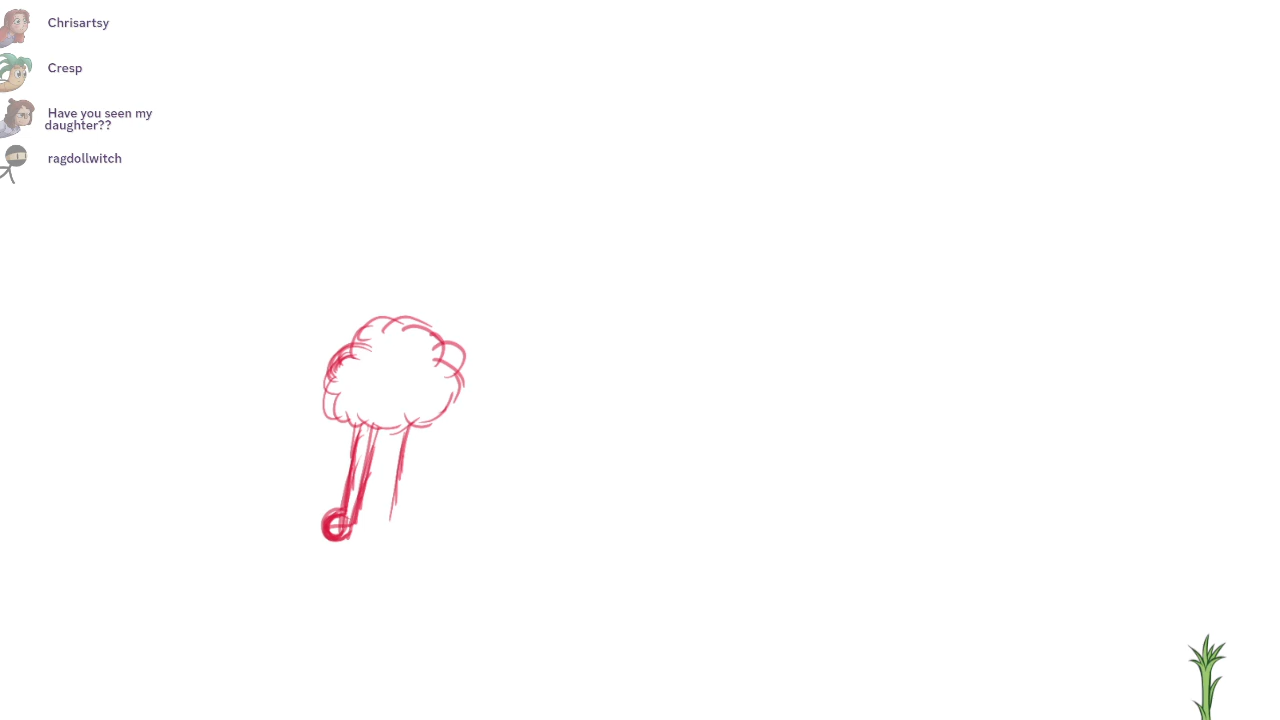 Chrisartsy
Cresp
Have you seen my
daughter??
ragdollwitch